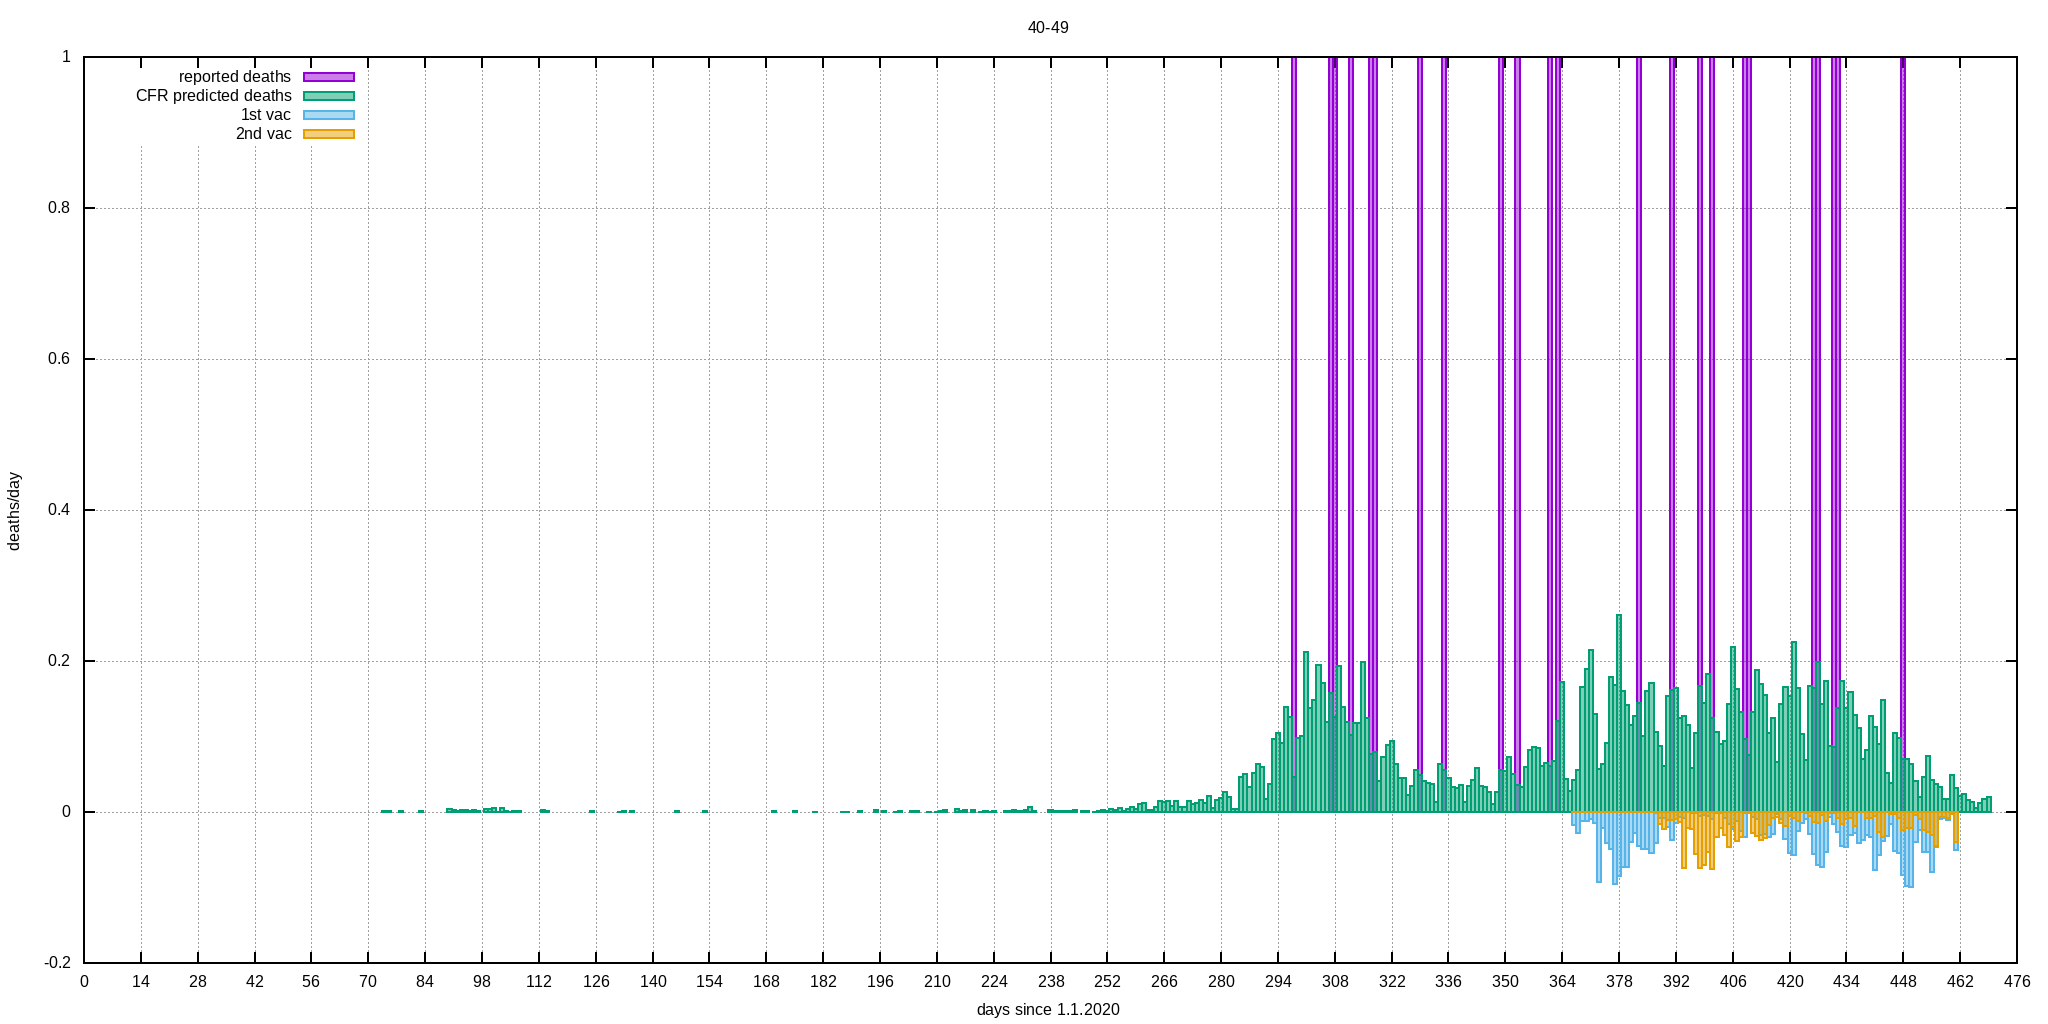 40-49
1
reported deaths
CFR predicted deaths
1st vac
2nd vac
0.8
0.6
0.4
deaths/day
0.2
0
-0.2
0 14 28 42 56 70 84 98 112 126 140 154 168 182 196 210 224 238 252 266 280 294 308 322 336 350 364 378 392 406 420 434 448 462 476
days since 1.1.2020